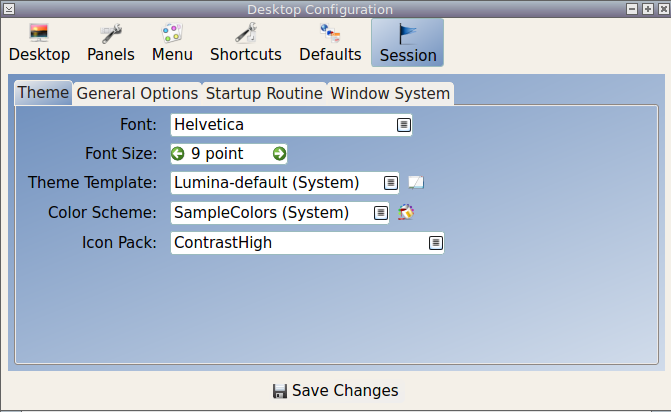 Desktop Configuration
Desktop Panels Menu Shortcuts Defaults Session
Theme General Options Startup Routine Window System
Font: Helvetica
Font Size: 9 point
Theme Template: Lumina-default (System)
Color Scheme: SampleColors (System)
Icon Pack: ContrastHigh
Save Changes